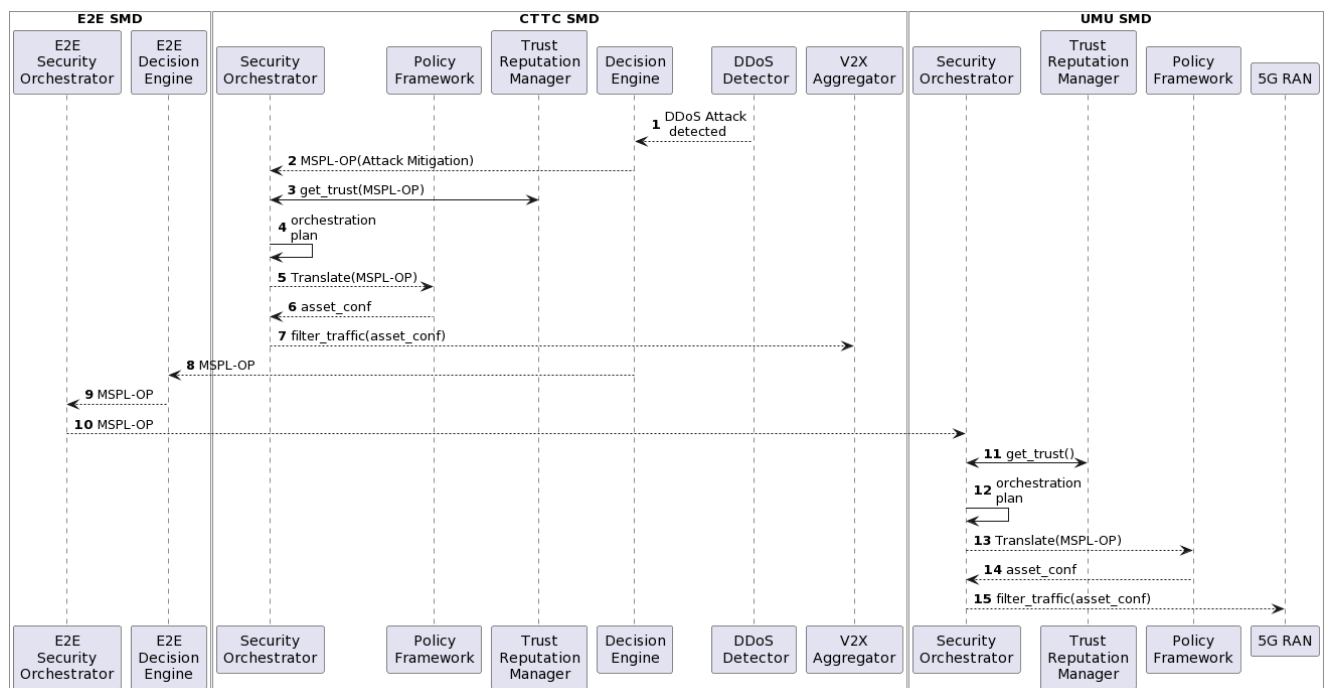 E2E SMD
CTTC SMD
UMU SMD
E2E
Security
Orchestrator
E2E
Decision
Engine
Security
Orchestrator
Policy
Framework
Trust
Reputation
Manager
Decision
Engine
DDoS
Detector
V2X
Aggregator
Security
Orchestrator
Trust
Reputation
Manager
Policy
Framework
5G RAN
1 DDoS Attack
detected
2 MSPL-OP(Attack Mitigation)
3 get_trust(MSPL-OP)
4 orchestration
plan
5 Translate(MSPL-OP)
6 asset_conf
7 filter_traffic(asset_conf)
8 MSPL-OP
9 MSPL-OP
10 MSPL-OP
11 get_trust()
12 orchestration
plan
13 Translate(MSPL-OP)
14 asset_conf
15 filter_traffic(asset_conf)
E2E
Security
Orchestrator
E2E
Decision
Engine
Security
Orchestrator
Policy
Framework
Trust
Reputation
Manager
Decision
Engine
DDoS
Detector
V2X
Aggregator
Security
Orchestrator
Trust
Reputation
Manager
Policy
Framework
5G RAN